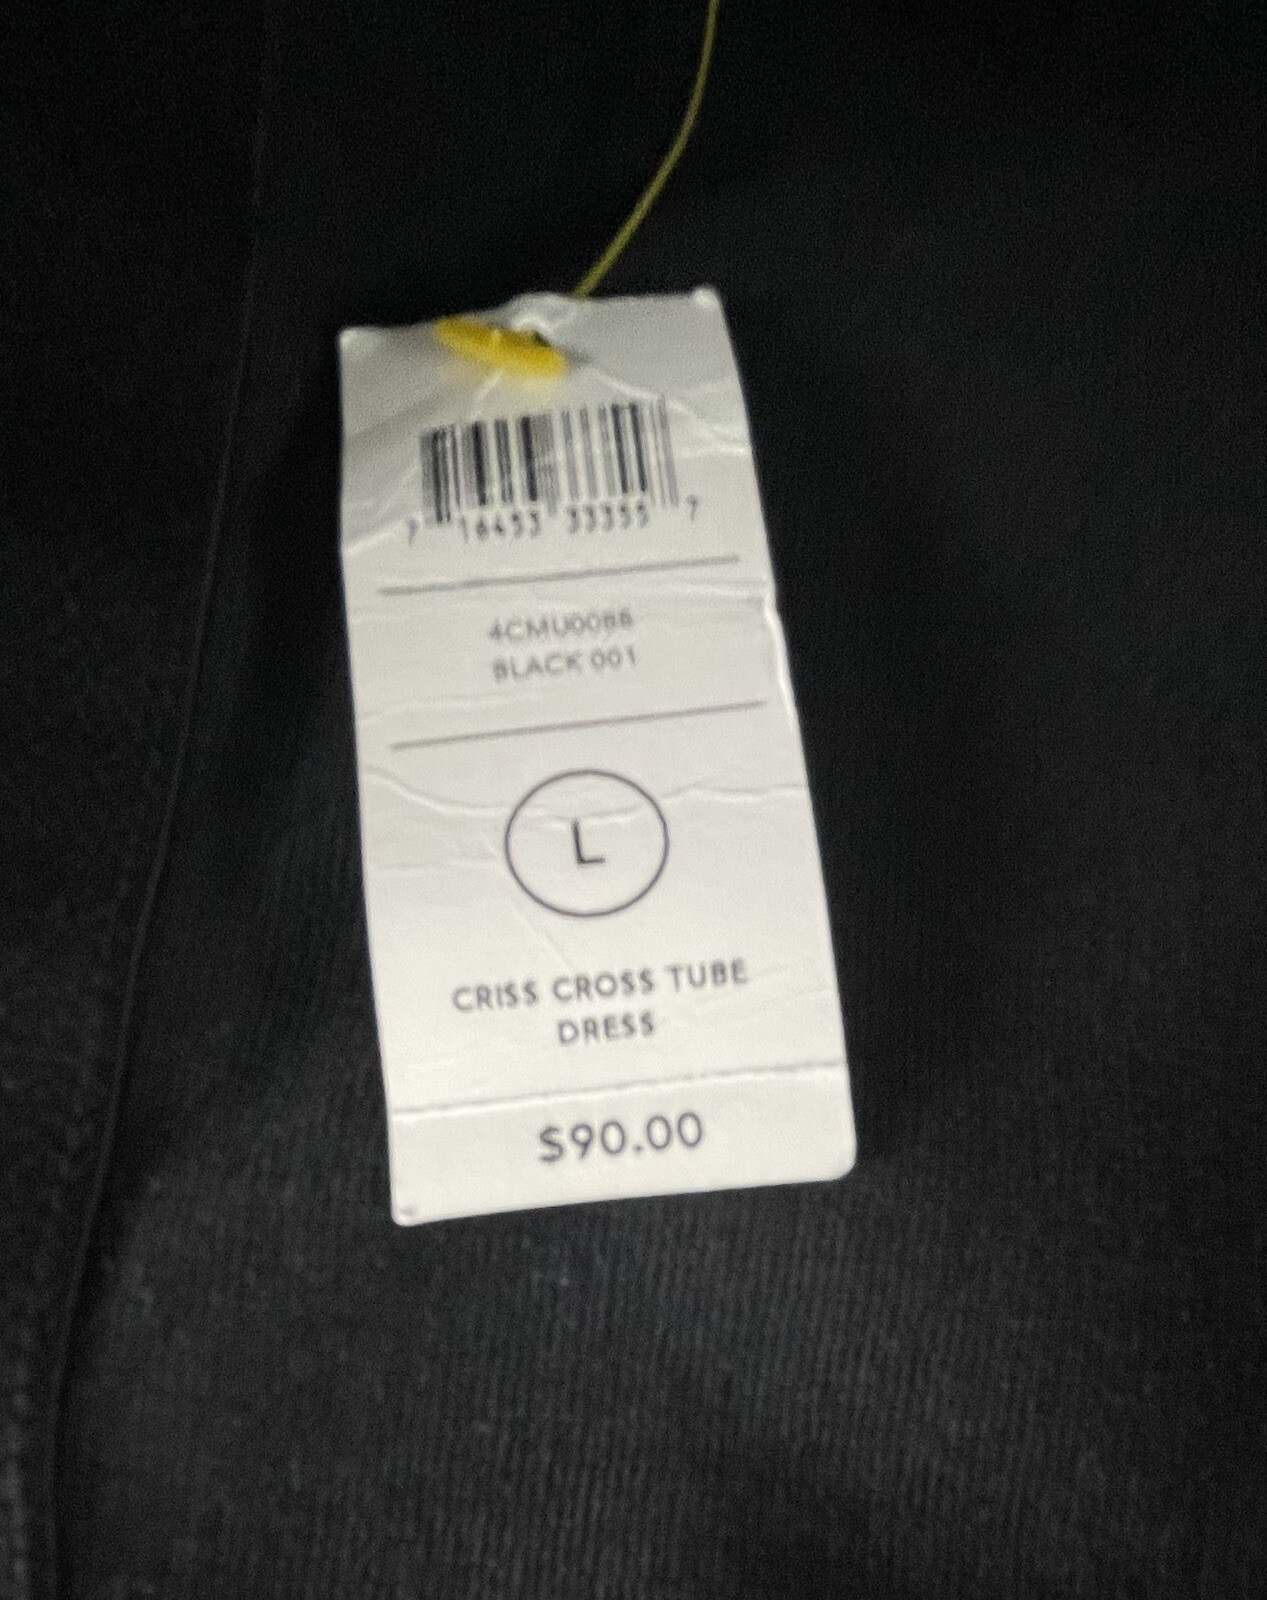 7 16453 33355 7
4CMU0088
BLACK 001
L
CRISS CROSS TUBE
DRESS
$90.00